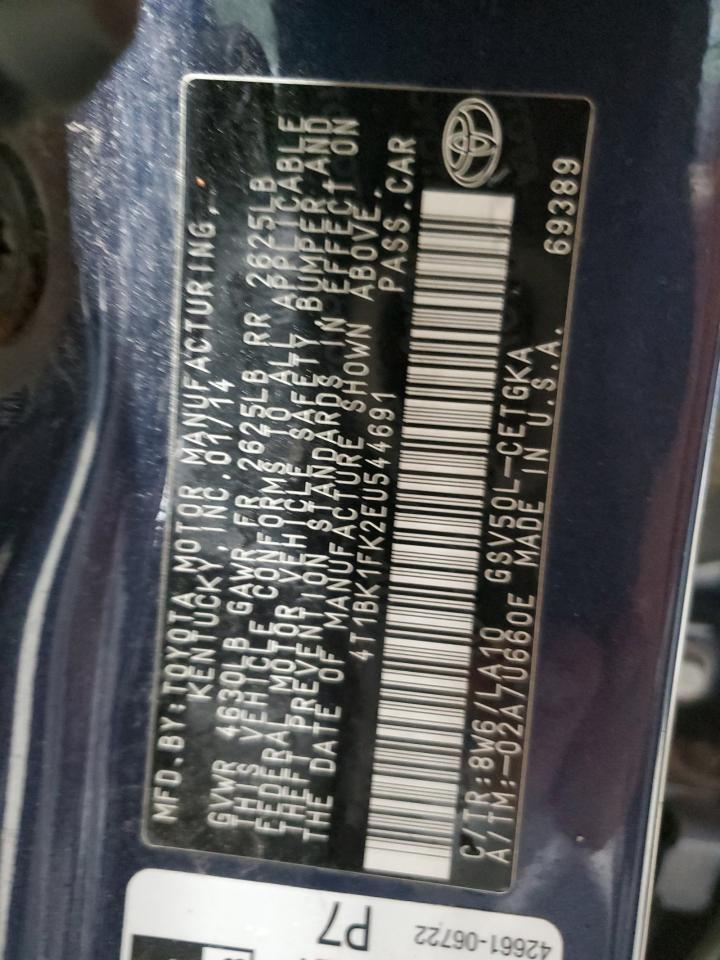 MFD.BY:TOYOTA MOTOR MANUFACTURING,
KENTUCKY, INC. 01/14
GVWR 4630LB GAWR FR 2625LB RR 2625LB
THIS VEHICLE CONFORMS TO ALL APPLICABLE
FEDERAL MOTOR VEHICLE SAFETY, BUMPER, AND
THEFT PREVENTION STANDARDS IN EFFECT ON
THE DATE OF MANUFACTURE SHOWN ABOVE.
4T1BK1FK2EU544691 PASS.CAR
C/TR:8W6/LA10 GSV50L-CETGKA
A/TM:-02A/U660E MADE IN U.S.A.
69389
P7
42661-06722